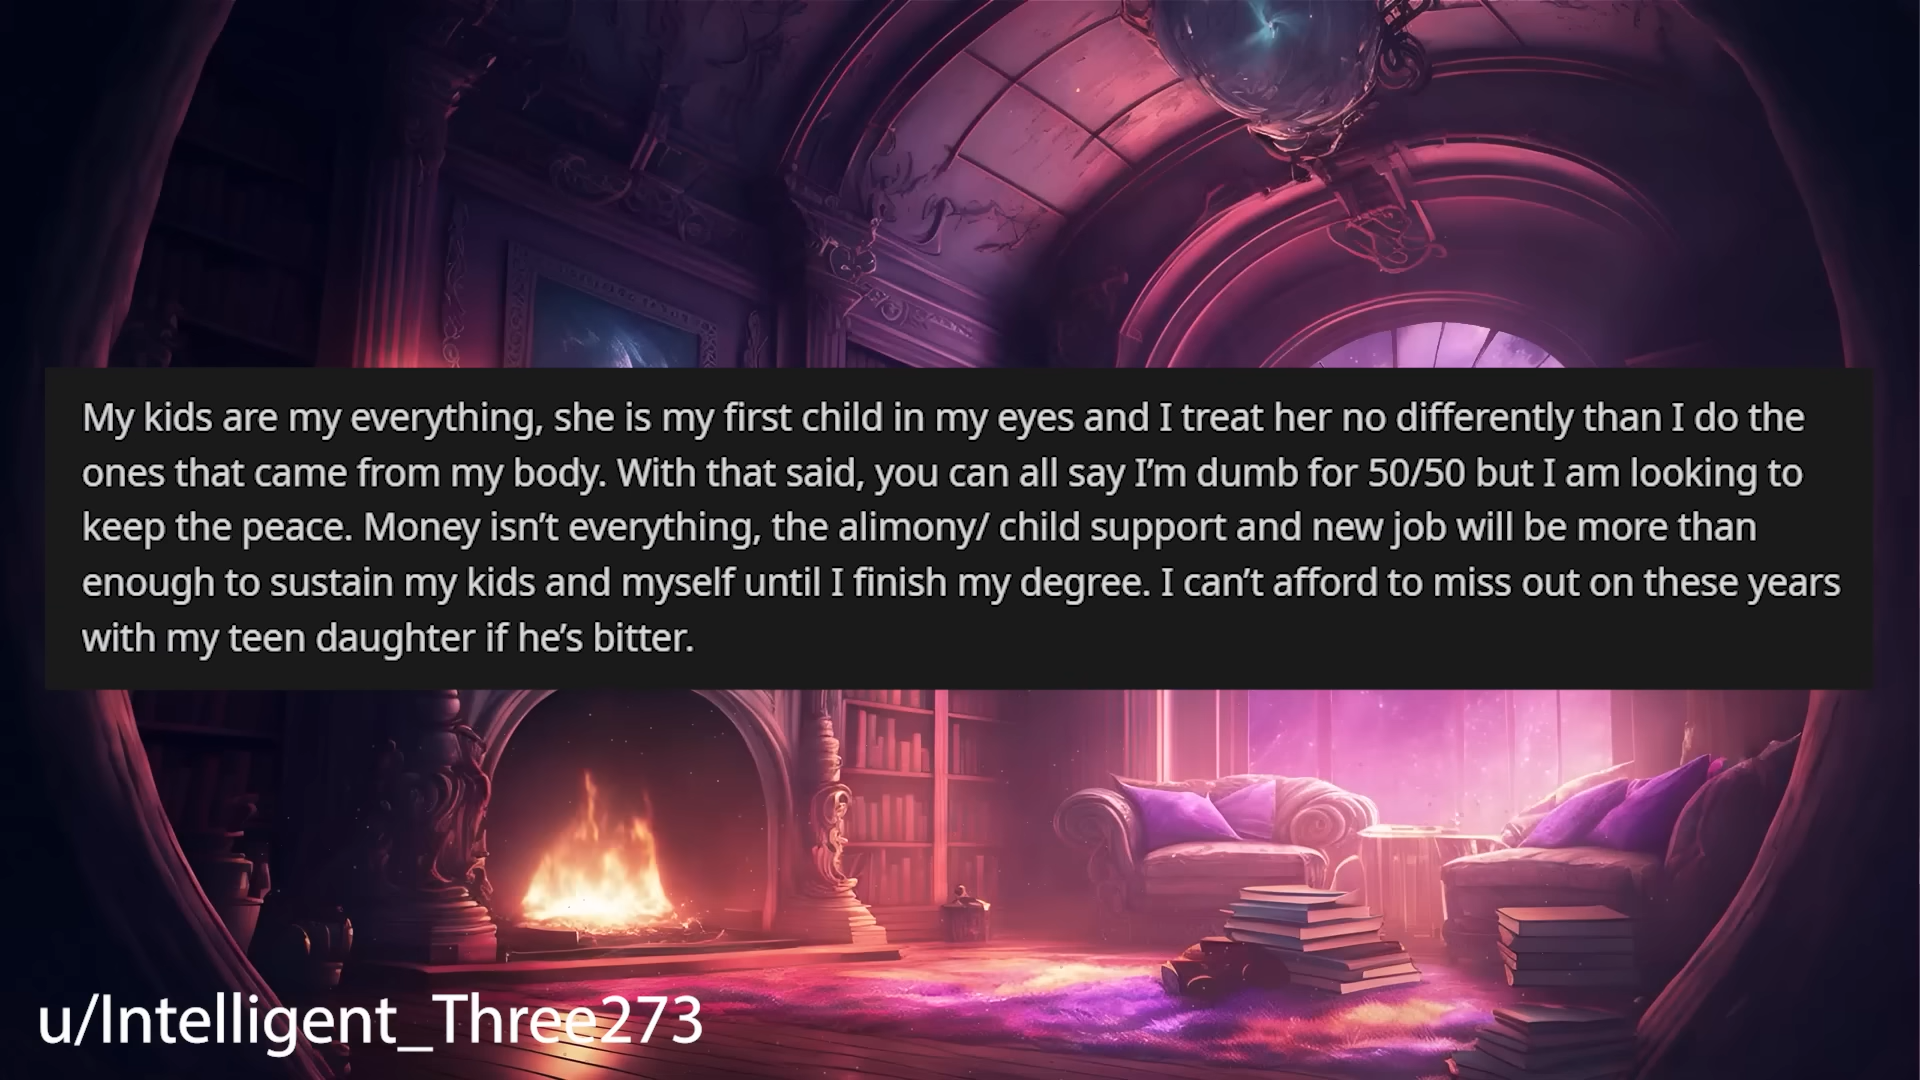 My kids are my everything, she is my first child in my eyes and I treat her no differently than I do the
ones that came from my body. With that said, you can all say I’m dumb for 50/50 but I am looking to
keep the peace. Money isn’t everything, the alimony/ child support and new job will be more than
enough to sustain my kids and myself until I finish my degree. I can’t afford to miss out on these years
with my teen daughter if he’s bitter.
u/Intelligent_Three273